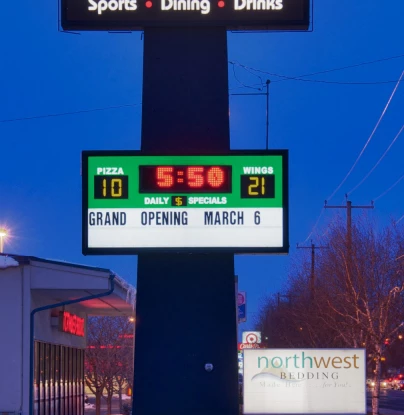 Sports • Dining • Drinks
PIZZA WINGS
10 5:50 21
DAILY $ SPECIALS
GRAND OPENING MARCH 6
northwest
BEDDING